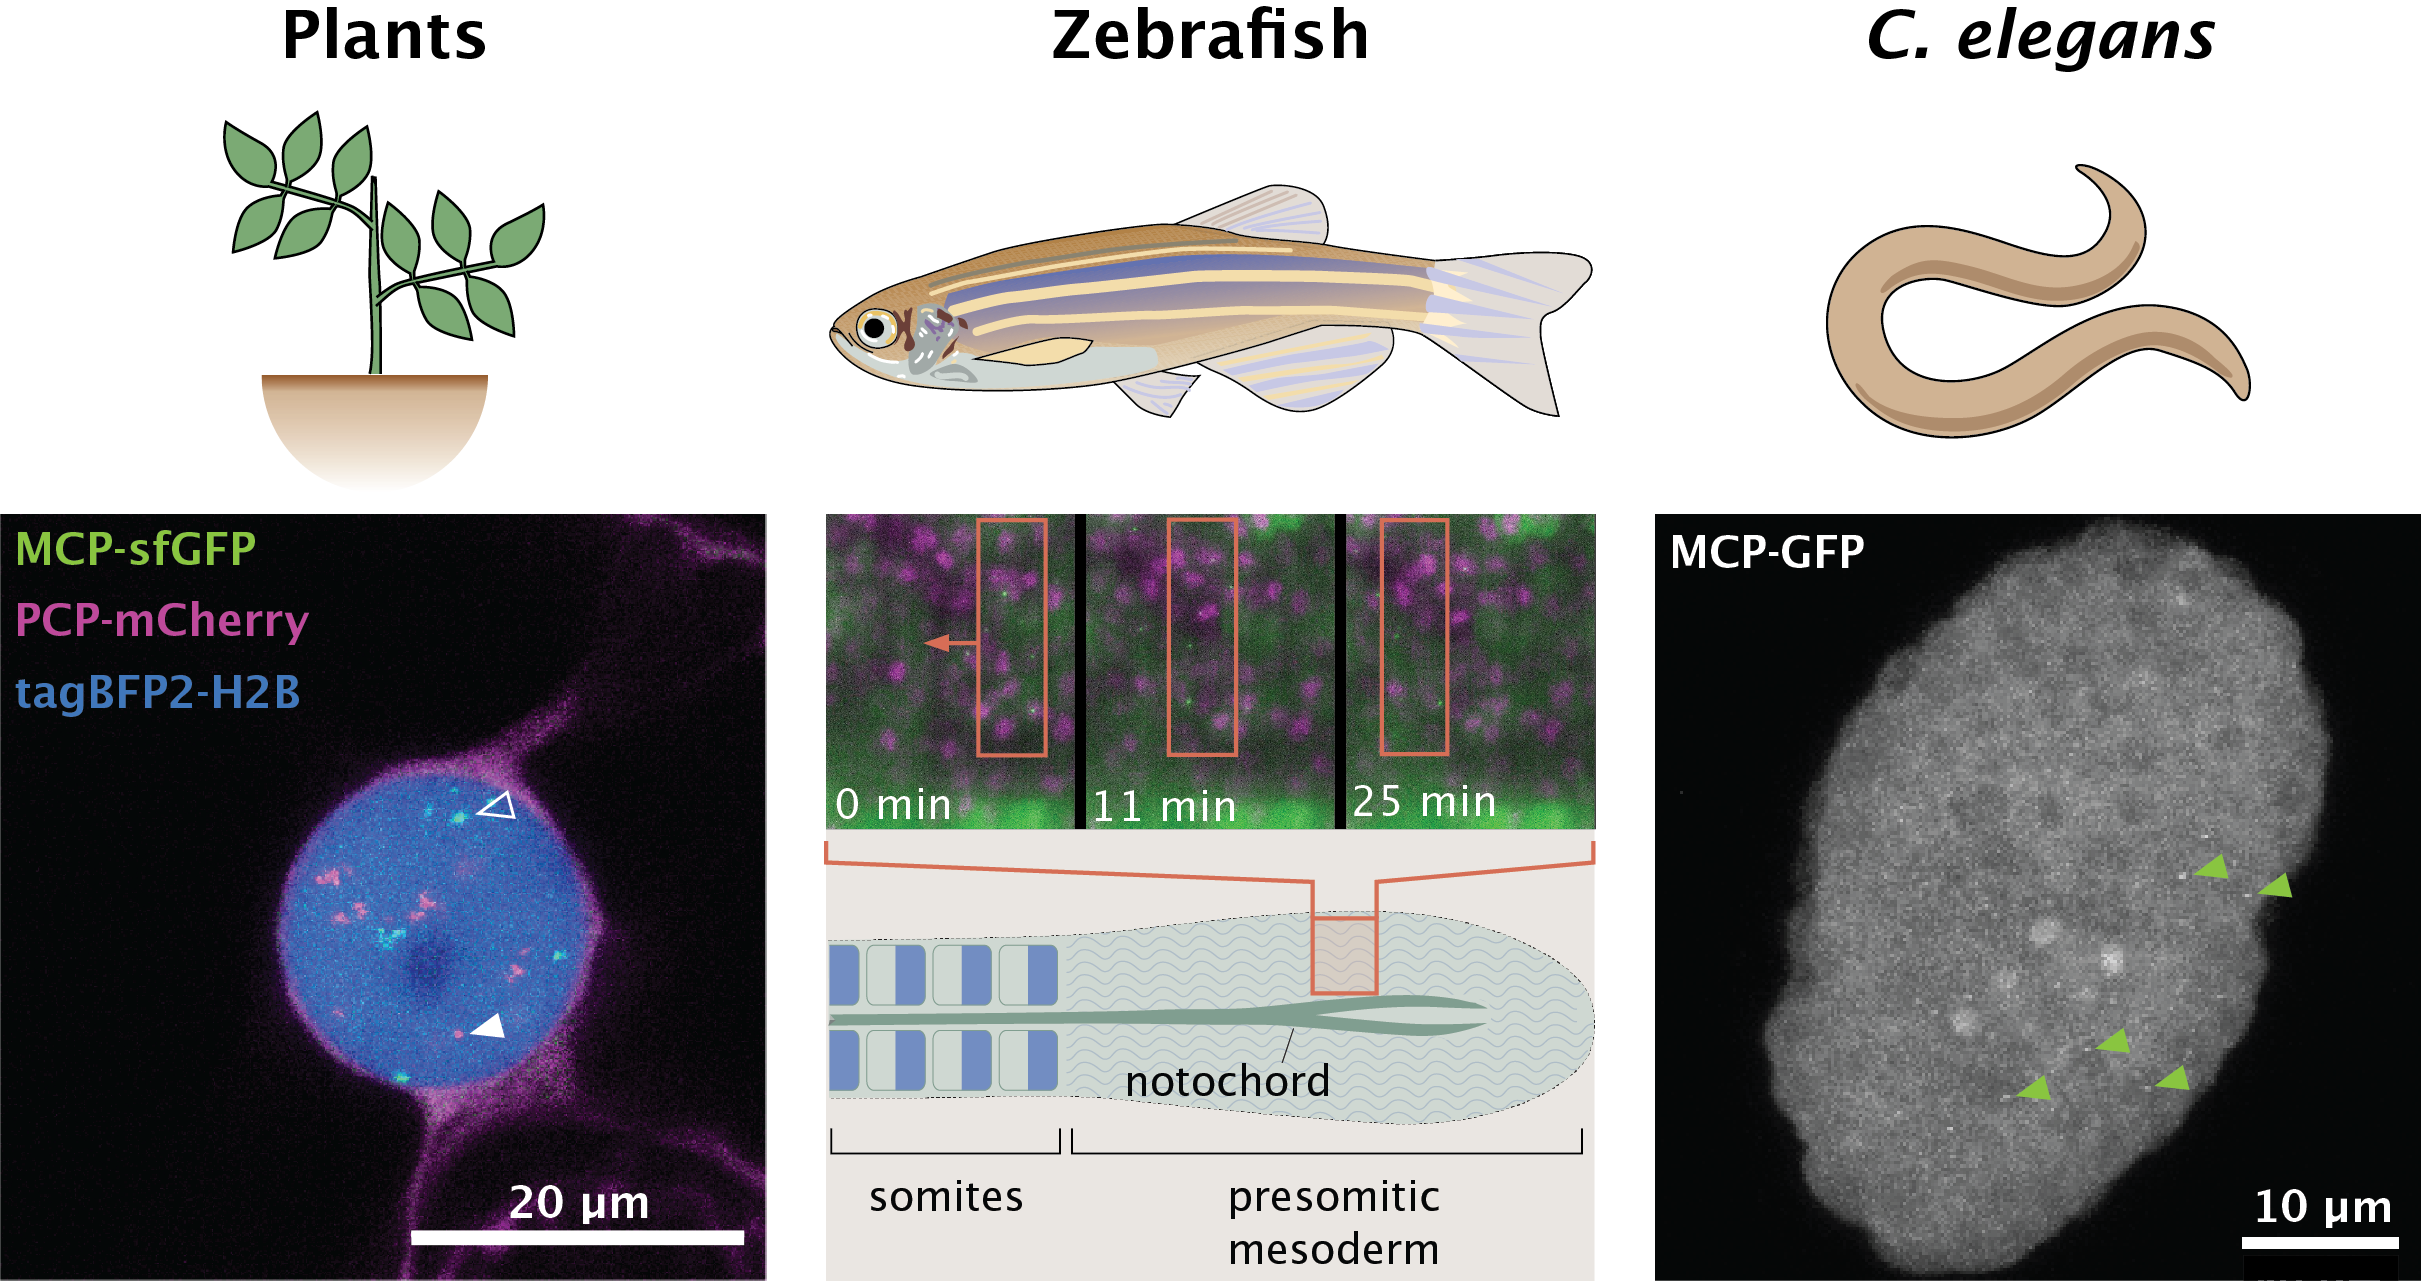 Plants
Zebrafish
C. elegans
MCP-sfGFP
PCP-mCherry
tagBFP2-H2B
20 µm
0 min
11 min
25 min
notochord
somites
presomitic
mesoderm
MCP-GFP
10 µm